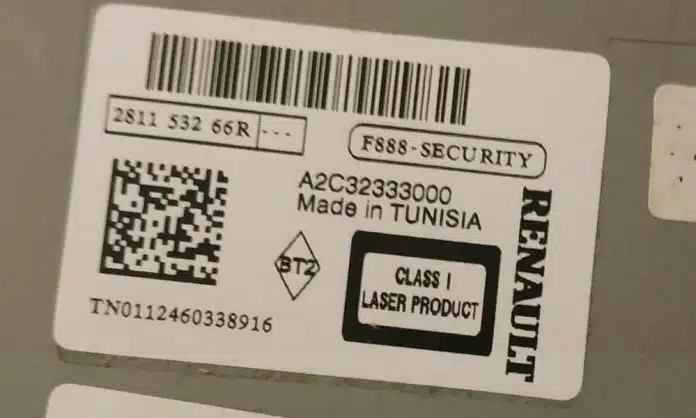 2811 532 66R ---
F888-SECURITY
A2C32333000
Made in TUNISIA
BT2
CLASS I
LASER PRODUCT
TN0112460338916
RENAULT